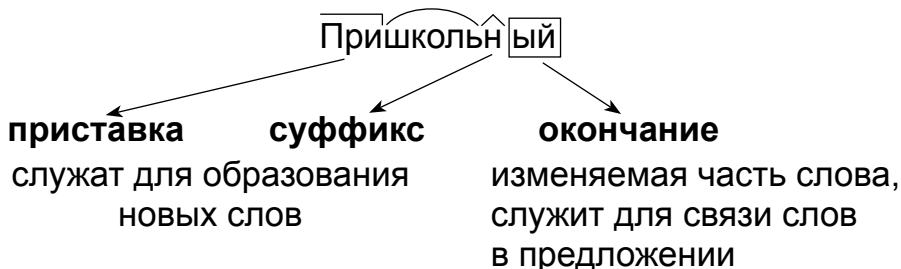 Пришкольный
приставка суффикс окончание
служат для образования изменяемая часть слова,
новых слов служит для связи слов
в предложении